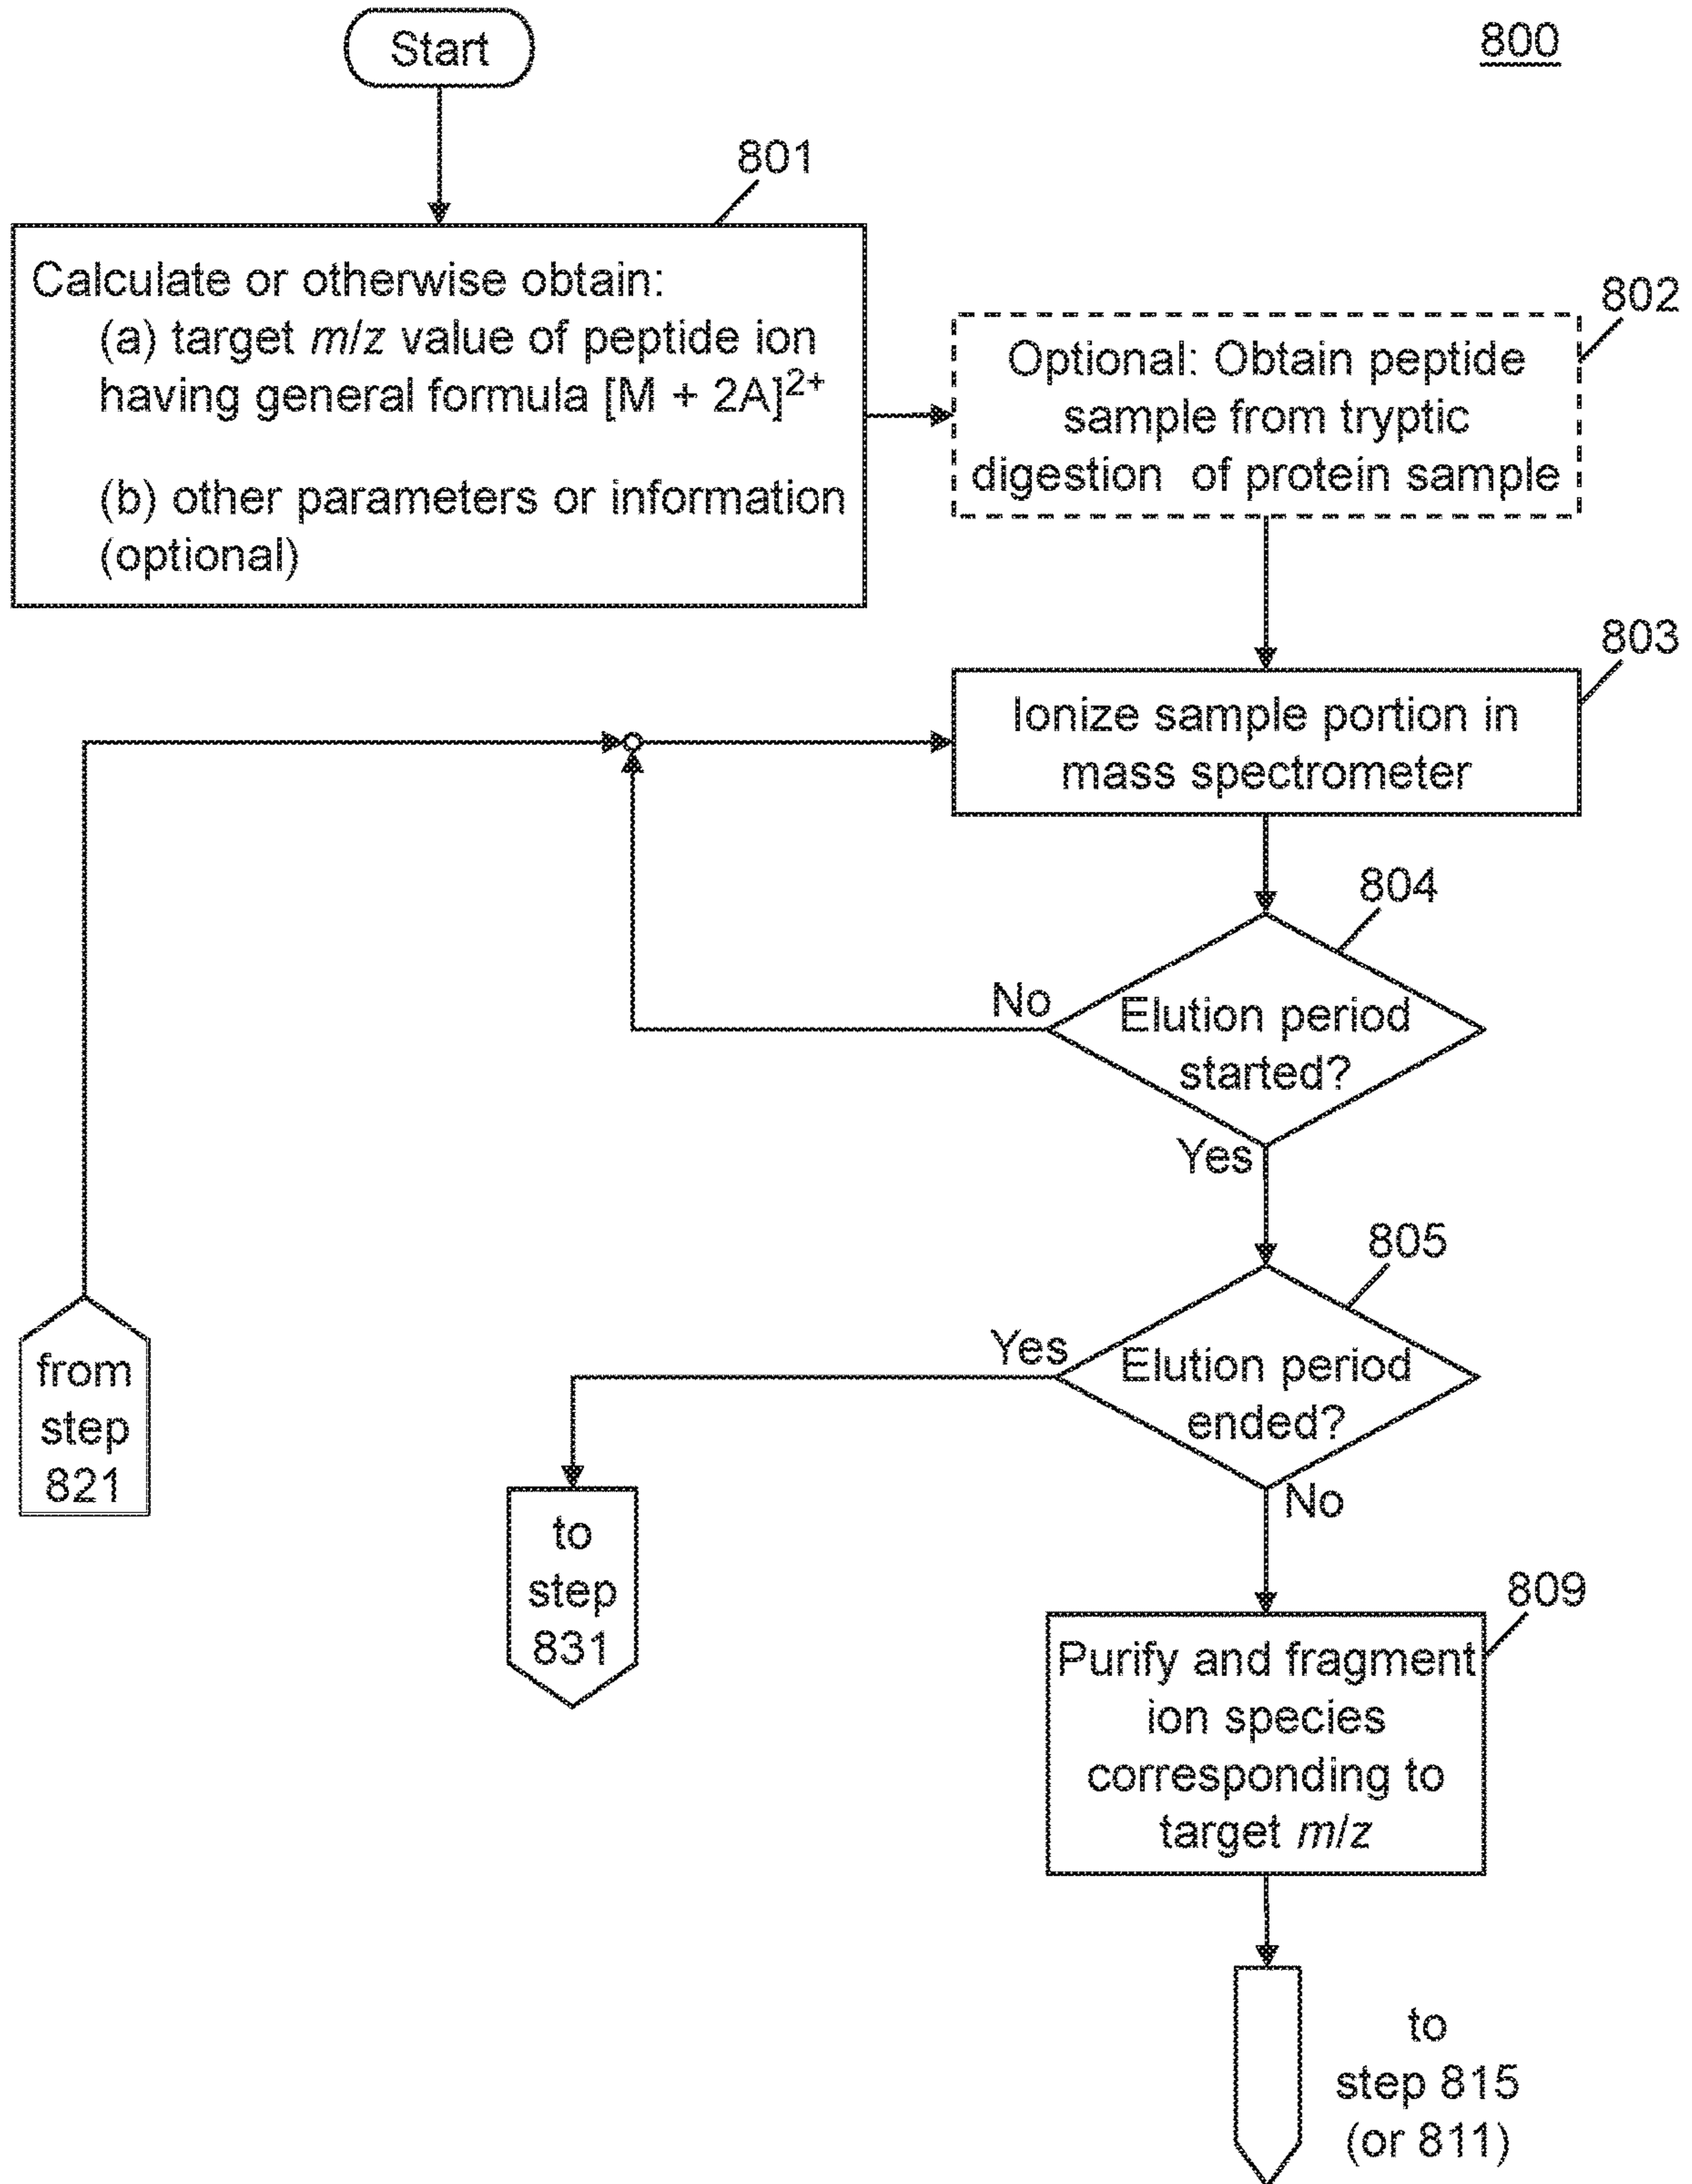 Start
800
801
Calculate or otherwise obtain:
(a) target m/z value of peptide ion
having general formula [M + 2A]²⁺
(b) other parameters or information
(optional)
802
Optional: Obtain peptide
sample from tryptic
digestion of protein sample
803
Ionize sample portion in
mass spectrometer
804
No
Elution period
started?
Yes
805
Yes
Elution period
ended?
No
from
step
821
to
step
831
809
Purify and fragment
ion species
corresponding to
target m/z
to
step 815
(or 811)